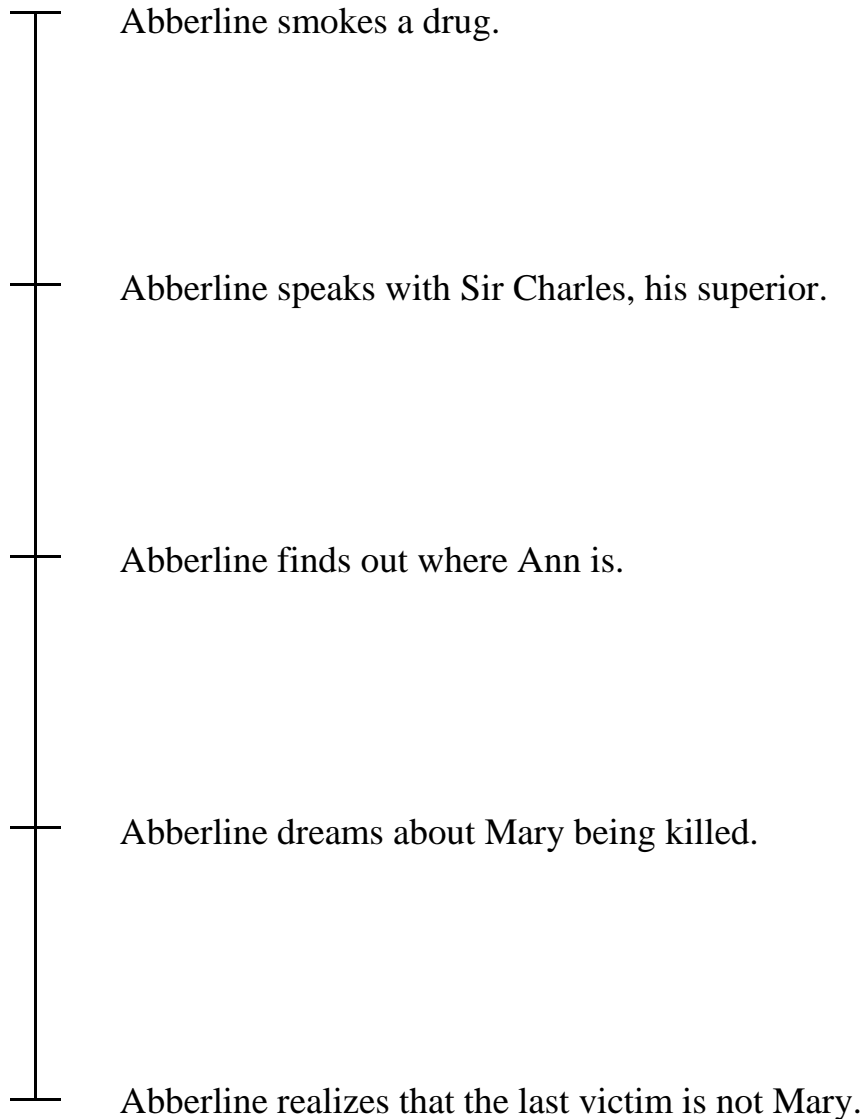 Abberline smokes a drug.
Abberline speaks with Sir Charles, his superior.
Abberline finds out where Ann is.
Abberline dreams about Mary being killed.
Abberline realizes that the last victim is not Mary.